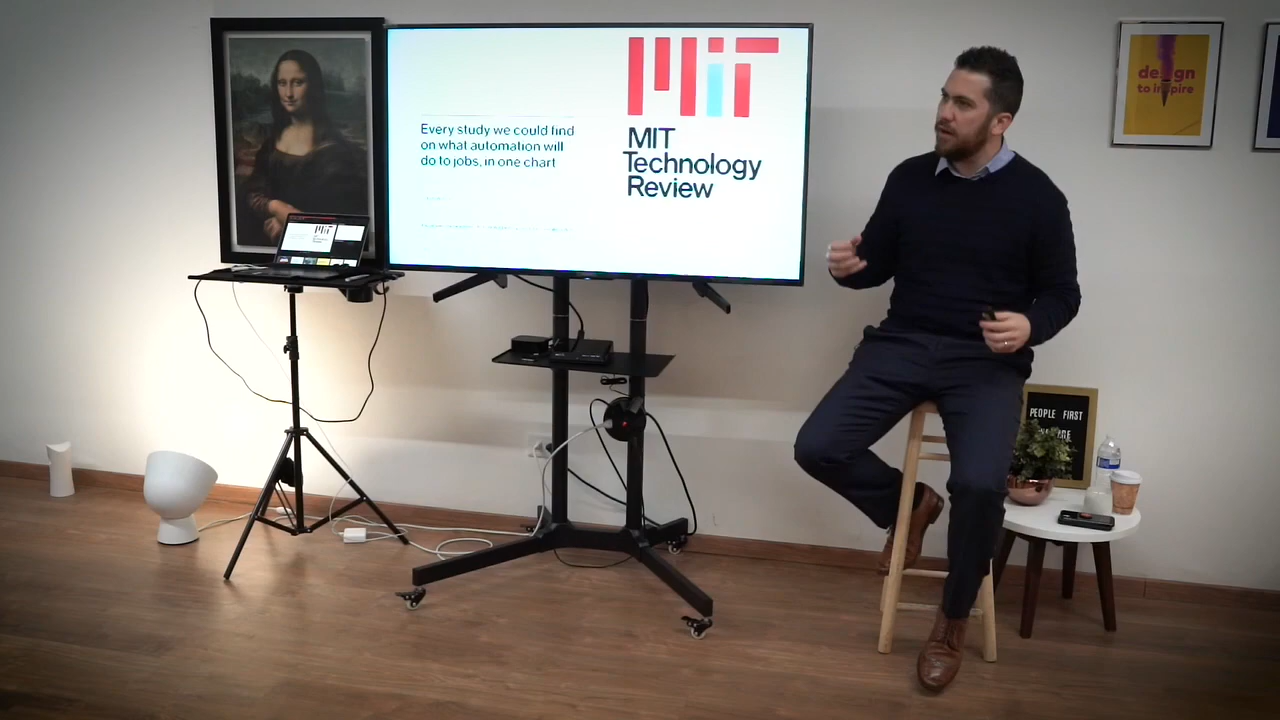 Every study we could find
on what automation will
do to jobs, in one chart
MiT
MIT
Technology
Review
design
to inspire
PEOPLE FIRST